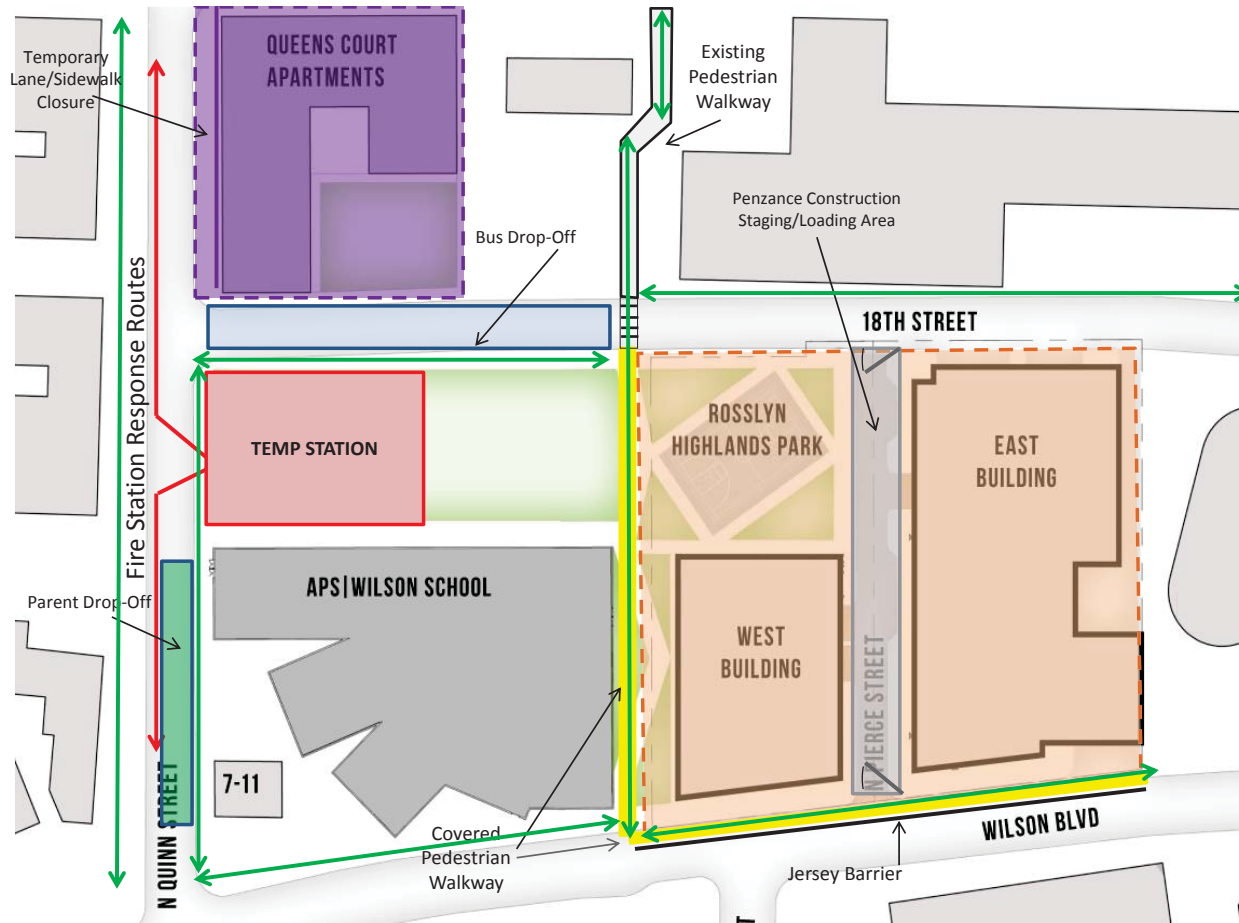 QUEENS COURT
APARTMENTS
Temporary
Lane/Sidewalk
Closure
Existing
Pedestrian
Walkway
Penzance Construction
Staging/Loading Area
Bus Drop-Off
18TH STREET
Fire Station Response Routes
TEMP STATION
ROSSLYN
HIGHLANDS PARK
EAST
BUILDING
APS|WILSON SCHOOL
Parent Drop-Off
WEST
BUILDING
N PIERCE STREET
7-11
N QUINN STREET
Covered
Pedestrian
Walkway
WILSON BLVD
Jersey Barrier